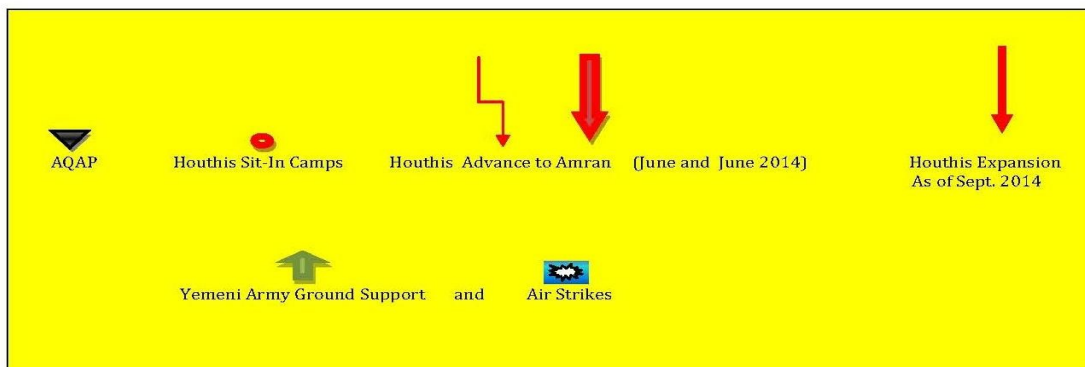 AQAP Houthis Sit-In Camps Houthis Advance to Amran (June and June 2014) Houthis Expansion
As of Sept. 2014
Yemeni Army Ground Support and Air Strikes